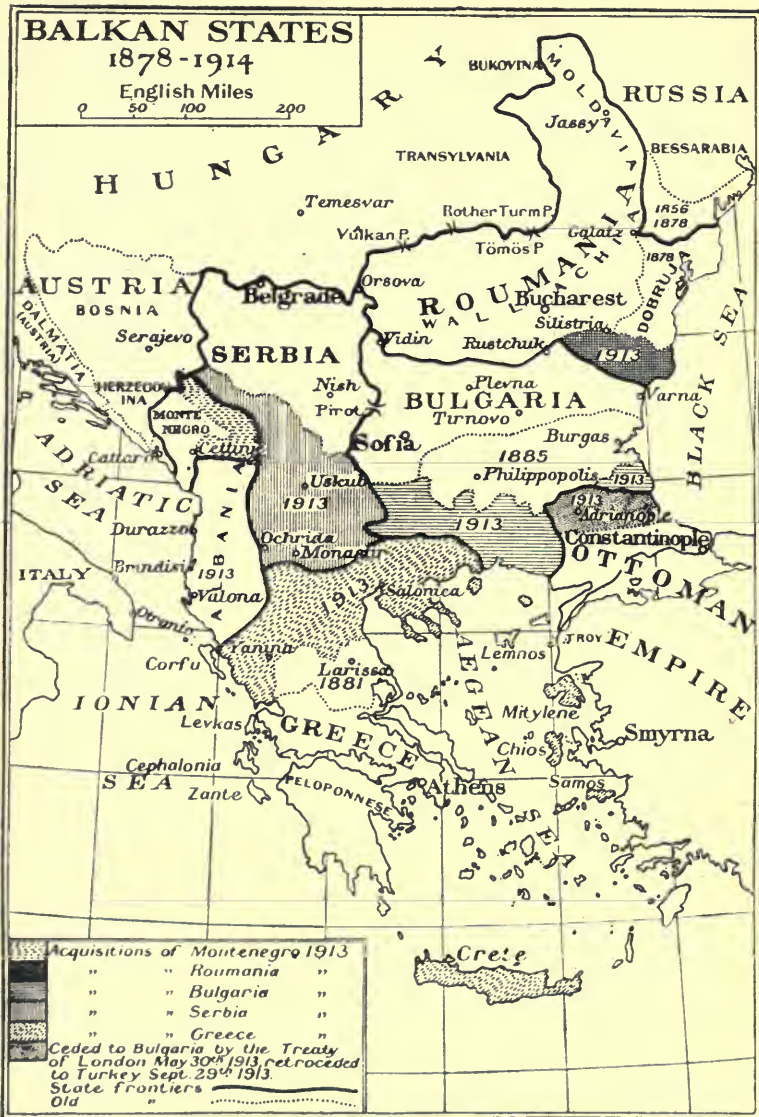 BALKAN STATES
1878-1914
English Miles
0 50 100 200
HUNGARY
BUKOVINA
MOLDAVIA
RUSSIA
Jassy
BESSARABIA
TRANSYLVANIA
Temesvar
Rother Turm P.
Vulkan P.
Tömös P.
1856
1878
Galatz
AUSTRIA
BOSNIA
DALMATIA
(AUSTRIA)
Serajevo
Belgrade
Orsova
ROUMANIA
WALLACHIA
Bucharest
1878
DOBRUJA
Silistria
Vidin
Rustchuk
1913
SERBIA
HERZEGOV
INA
MONTE
NEGRO
Nish
Pirot
Plevna
BULGARIA
Tirnovo
Varna
BLACK SEA
Sofia
Burgas
1885
Philippopolis
1913
Cattaro
Cettinje
ADRIATIC
SEA
Uskub
1913
ALBANIA
Durazzo
Ochrida
Monastir
1913
1913
Adrianople
Constantinople
OTTOMAN
EMPIRE
ITALY
Brindisi
1913
Valona
Otranto
Corfu
Yanina
1913
Salonica
Larissa
1881
Lemnos
TROY
AEGEAN
SEA
IONIAN
SEA
Levkas
GREECE
Mitylene
Chios
Smyrna
Cephalonia
Zante
PELOPONNESE
Athens
Samos
Crete
Acquisitions of Montenegro 1913
" " Roumania "
" " Bulgaria "
" " Serbia "
" " Greece "
Ceded to Bulgaria by the Treaty
of London May 30th 1913, retroceded
to Turkey Sept. 29th 1913.
State frontiers
Old "